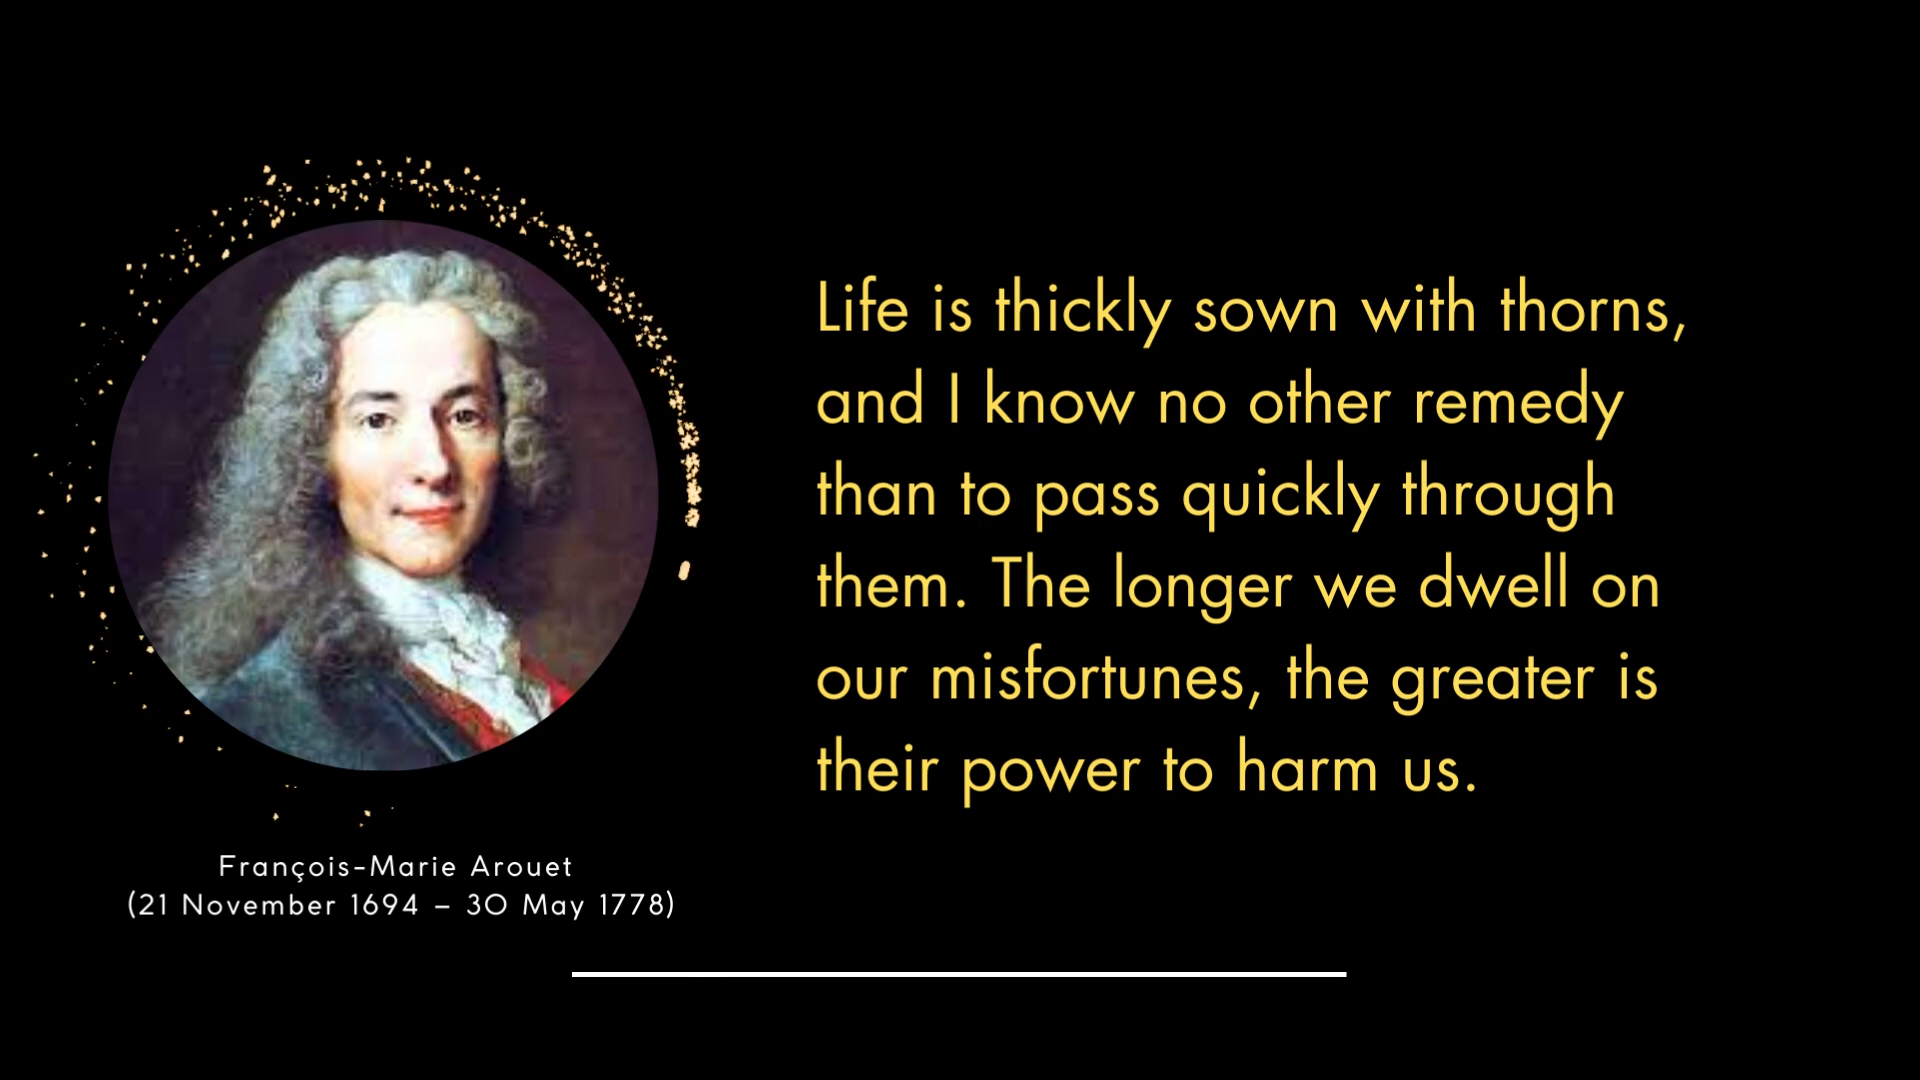 Life is thickly sown with thorns,
and I know no other remedy
than to pass quickly through
them. The longer we dwell on
our misfortunes, the greater is
their power to harm us.
François-Marie Arouet
(21 November 1694 – 30 May 1778)